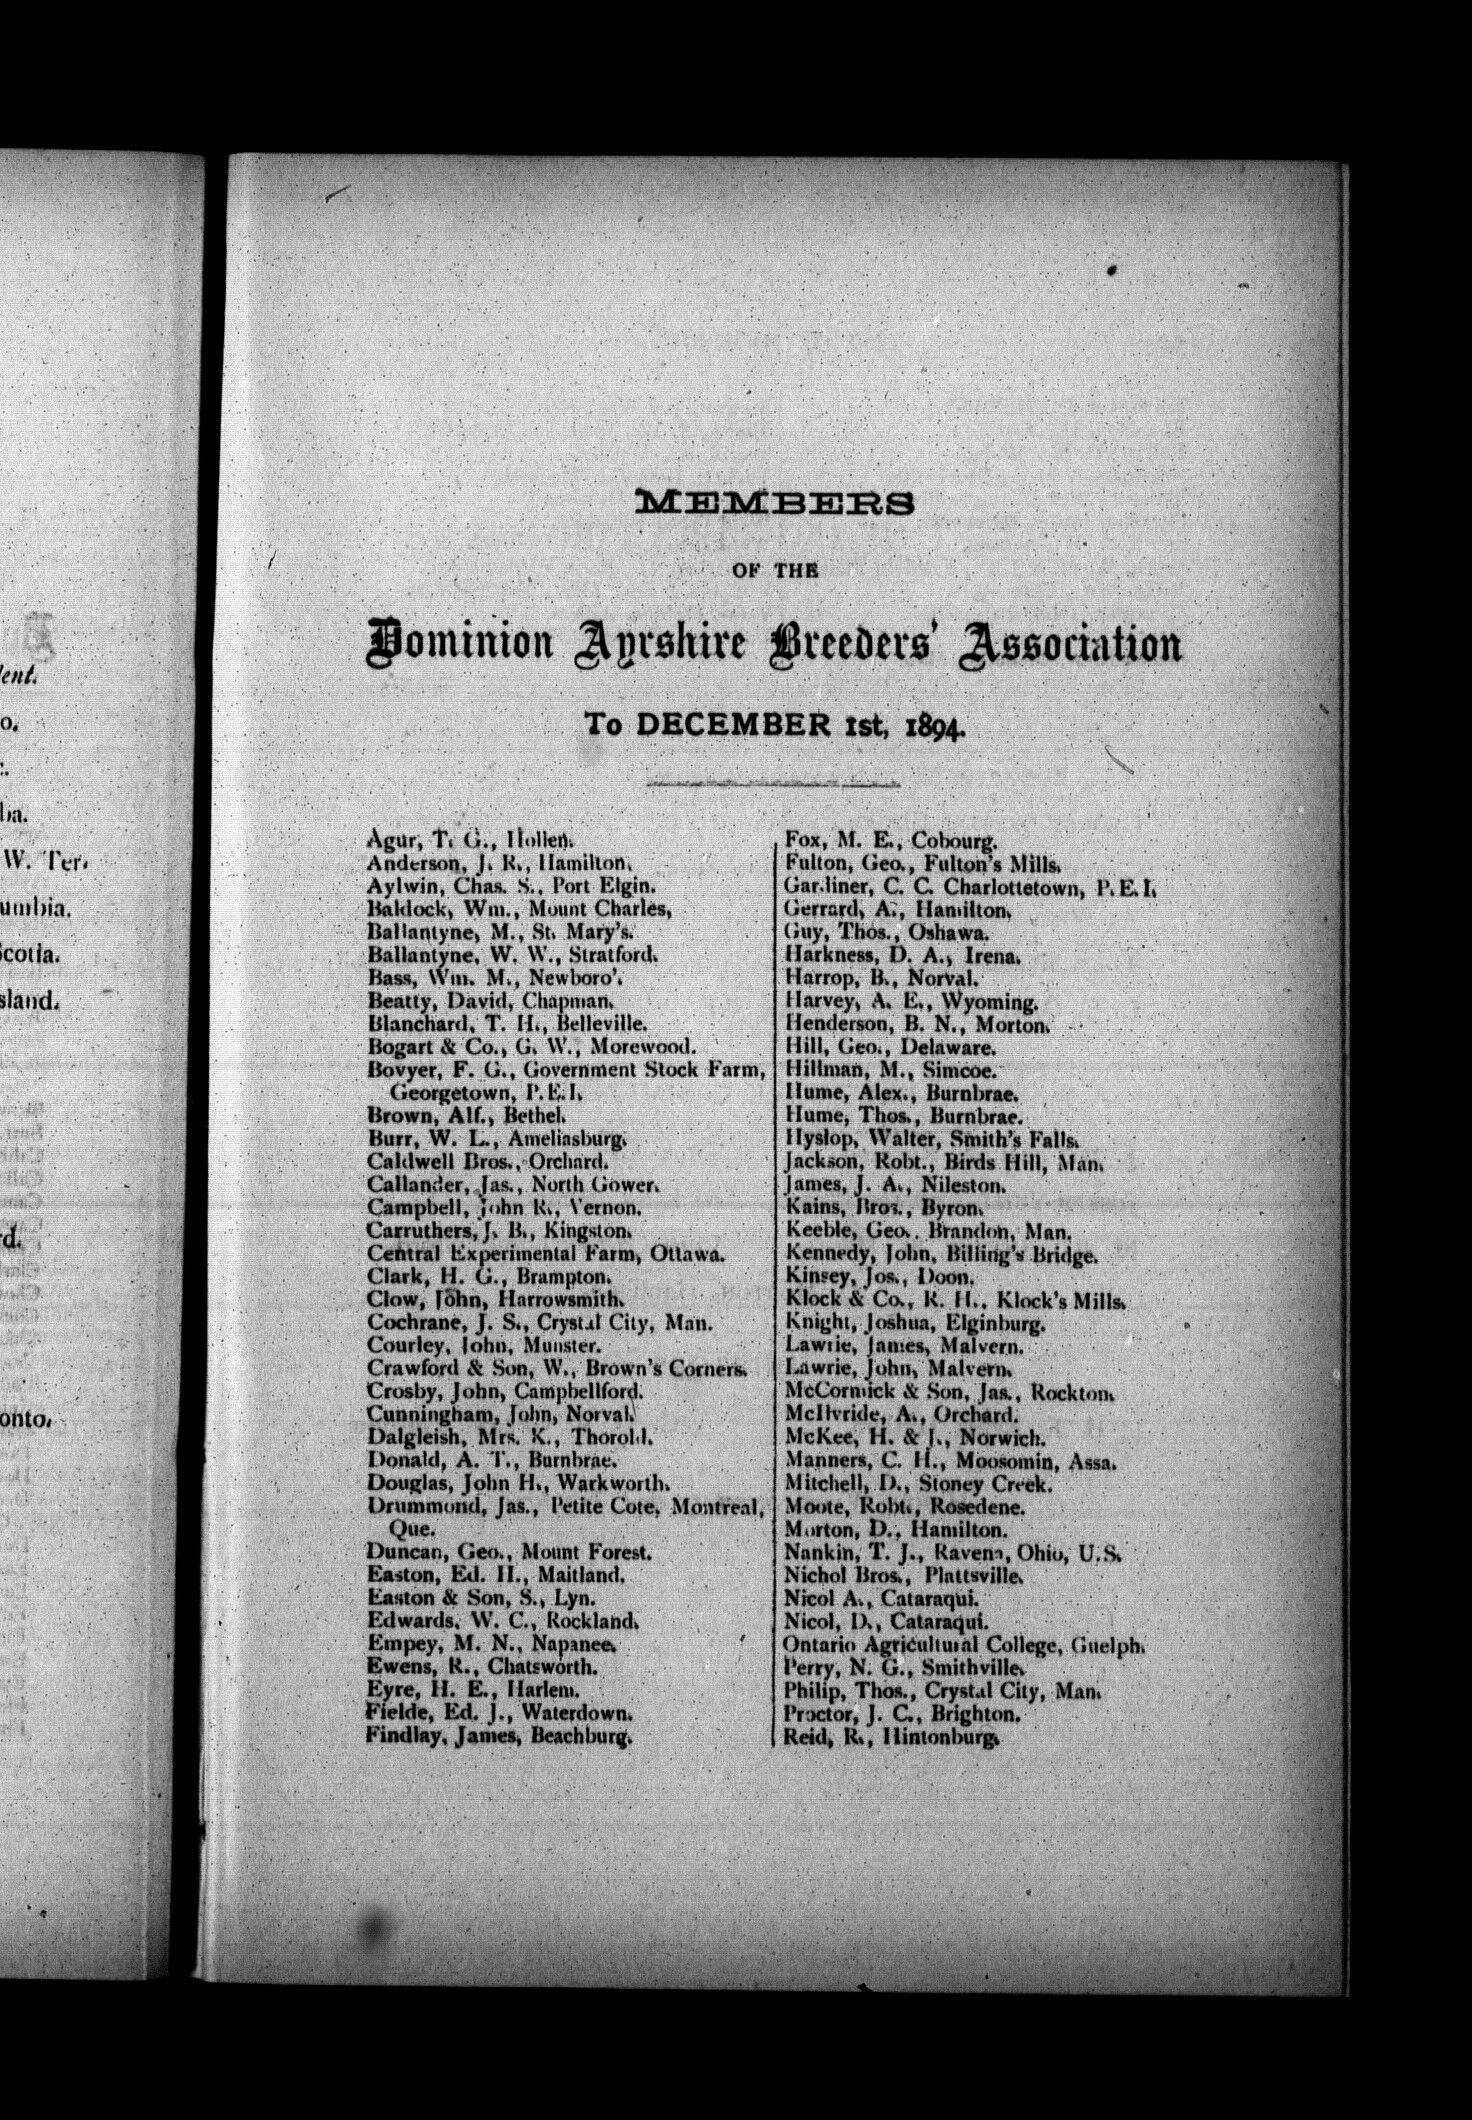 ent.
o.
ba.
W. Ter.
umbia.
Scotia.
sland.
rd.
onto.
MEMBERS
OF THE
Dominion Ayrshire Breeders' Association
To DECEMBER 1st, 1894.
Agur, T. G., Hollen.
Anderson, J. R., Hamilton.
Aylwin, Chas. S., Port Elgin.
Baldock, Wm., Mount Charles,
Ballantyne, M., St. Mary's.
Ballantyne, W. W., Stratford.
Bass, Wm. M., Newboro'.
Beatty, David, Chapman.
Blanchard, T. H., Belleville.
Bogart & Co., G. W., Morewood.
Bovyer, F. G., Government Stock Farm,
Georgetown, P.E.I.
Brown, Alf., Bethel.
Burr, W. L., Ameliasburg.
Caldwell Bros., Orchard.
Callander, Jas., North Gower.
Campbell, John R., Vernon.
Carruthers, J. B., Kingston.
Central Experimental Farm, Ottawa.
Clark, H. G., Brampton.
Clow, John, Harrowsmith.
Cochrane, J. S., Crystal City, Man.
Courley, John, Munster.
Crawford & Son, W., Brown's Corners.
Crosby, John, Campbellford.
Cunningham, John, Norval.
Dalgleish, Mrs. K., Thorold.
Donald, A. T., Burnbrae.
Douglas, John H., Warkworth.
Drummond, Jas., Petite Cote, Montreal,
Que.
Duncan, Geo., Mount Forest.
Easton, Ed. H., Maitland.
Easton & Son, S., Lyn.
Edwards, W. C., Rockland.
Empey, M. N., Napanee.
Ewens, R., Chatsworth.
Eyre, H. E., Harlem.
Fielde, Ed. J., Waterdown.
Findlay, James, Beachburg.
Fox, M. E., Cobourg.
Fulton, Geo., Fulton's Mills.
Gardiner, C. C. Charlottetown, P.E.I.
Gerrard, A., Hamilton.
Guy, Thos., Oshawa.
Harkness, D. A., Irena.
Harrop, B., Norval.
Harvey, A. E., Wyoming.
Henderson, B. N., Morton.
Hill, Geo., Delaware.
Hillman, M., Simcoe.
Hume, Alex., Burnbrae.
Hume, Thos., Burnbrae.
Hyslop, Walter, Smith's Falls.
Jackson, Robt., Birds Hill, Man.
James, J. A., Nileston.
Kains, Bros., Byron.
Keeble, Geo. Brandon, Man.
Kennedy, John, Billing's Bridge.
Kinsey, Jos., Doon.
Klock & Co., R. H., Klock's Mills.
Knight, Joshua, Elginburg.
Lawrie, James, Malvern.
Lawrie, John, Malvern.
McCormick & Son, Jas., Rockton.
McIlvride, A., Orchard.
McKee, H. & J., Norwich.
Manners, C. H., Moosomin, Assa.
Mitchell, D., Stoney Creek.
Moote, Robt., Rosedene.
Morton, D., Hamilton.
Nankin, T. J., Ravena, Ohio, U.S.
Nichol Bros., Plattsville.
Nicol A., Cataraqui.
Nicol, D., Cataraqui.
Ontario Agricultural College, Guelph.
Perry, N. G., Smithville.
Philip, Thos., Crystal City, Man.
Proctor, J. C., Brighton.
Reid, R., Hintonburg.